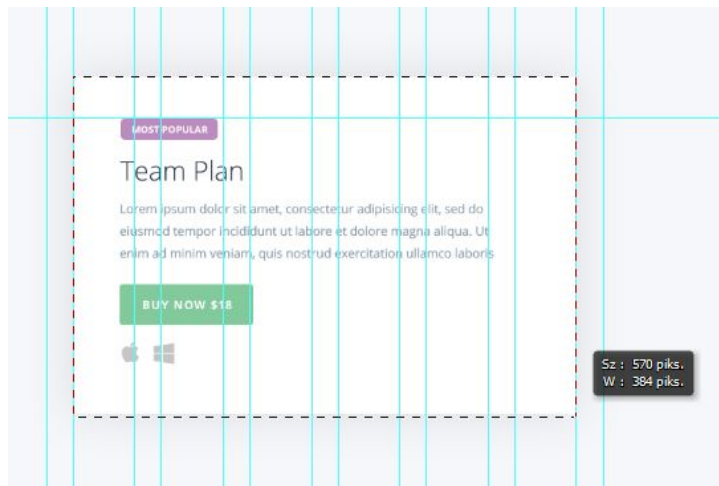 MOST POPULAR
Team Plan
Lorem ipsum dolor sit amet, consectetur adipisicing elit, sed do
eiusmod tempor incididunt ut labore et dolore magna aliqua. Ut
enim ad minim veniam, quis nostrud exercitation ullamco laboris
BUY NOW $18
Sz : 570 piks.
W : 384 piks.